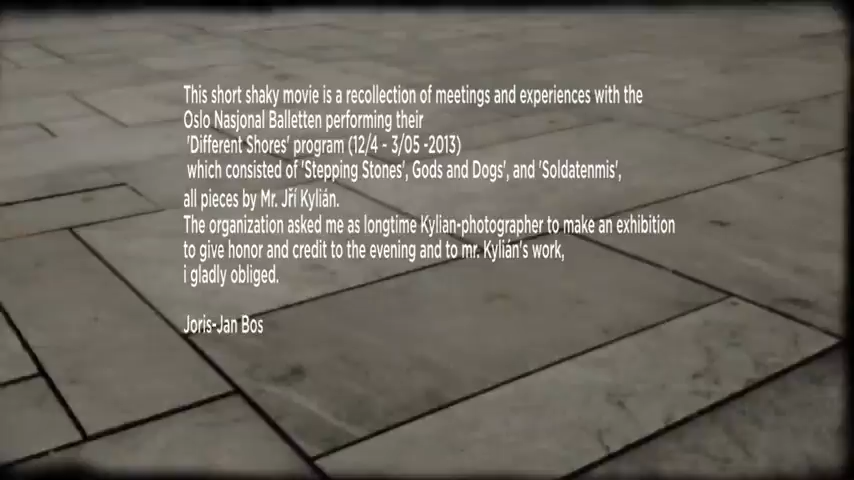 This short shaky movie is a recollection of meetings and experiences with the
Oslo Nasjonal Balletten performing their
'Different Shores' program (12/4 - 3/05 -2013)
which consisted of 'Stepping Stones', Gods and Dogs', and 'Soldatenmis',
all pieces by Mr. Jří Kylián.
The organization asked me as longtime Kylian-photographer to make an exhibition
to give honor and credit to the evening and to mr. Kylián's work,
i gladly obliged.
Joris-Jan Bos